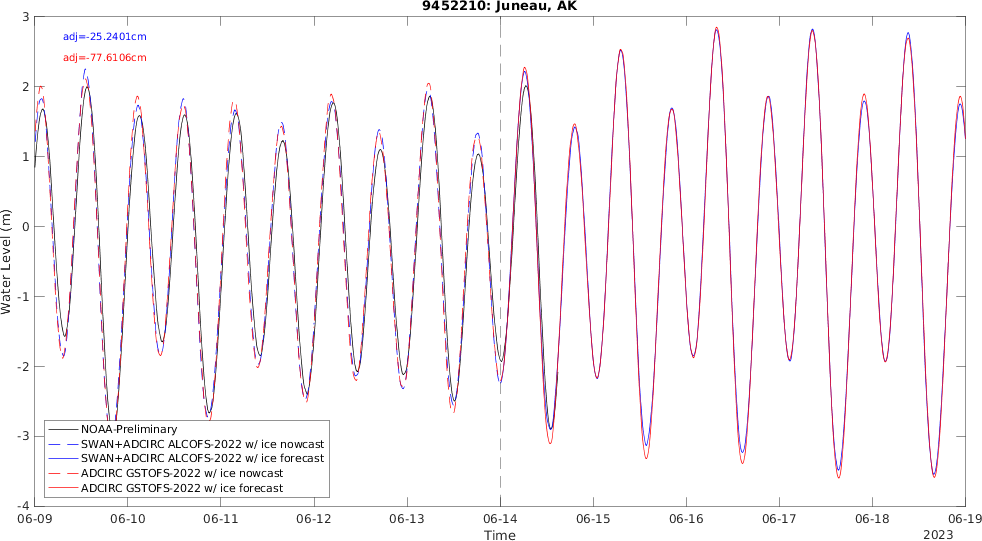 9452210: Juneau, AK
adj=-25.2401cm
adj=-77.6106cm
Water Level (m)
3
2
1
0
-1
-2
-3
-4
NOAA-Preliminary
SWAN+ADCIRC ALCOFS-2022 w/ ice nowcast
SWAN+ADCIRC ALCOFS-2022 w/ ice forecast
ADCIRC GSTOFS-2022 w/ ice nowcast
ADCIRC GSTOFS-2022 w/ ice forecast
06-09 06-10 06-11 06-12 06-13 06-14 06-15 06-16 06-17 06-18 06-19
Time
2023